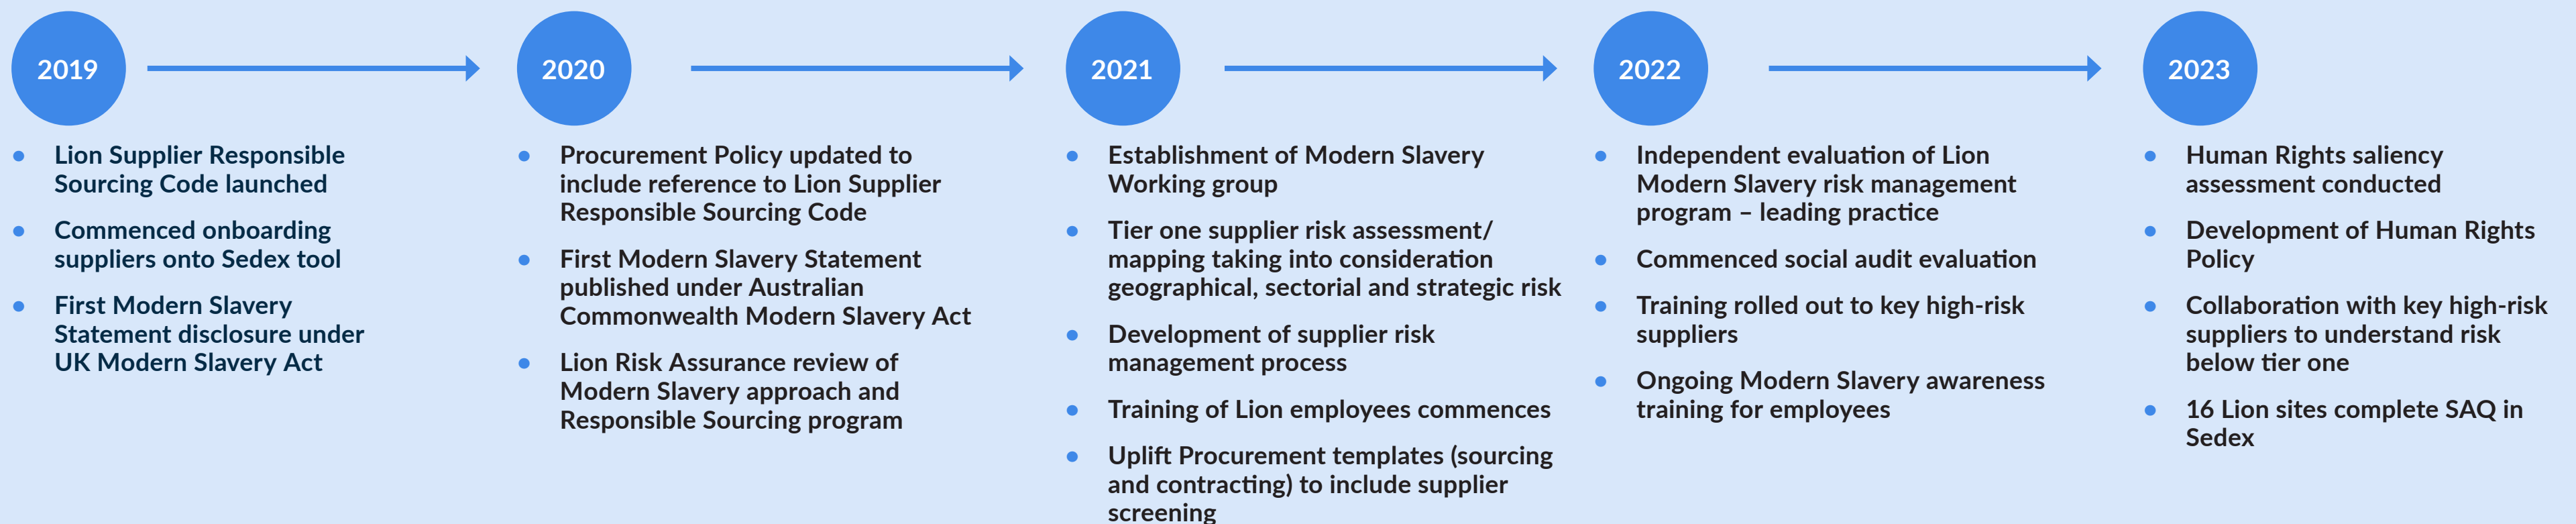 2019
Lion Supplier Responsible
Sourcing Code launched
Commenced onboarding
suppliers onto Sedex tool
First Modern Slavery
Statement disclosure under
UK Modern Slavery Act
2020
Procurement Policy updated to
include reference to Lion Supplier
Responsible Sourcing Code
First Modern Slavery Statement
published under Australian
Commonwealth Modern Slavery Act
Lion Risk Assurance review of
Modern Slavery approach and
Responsible Sourcing program
2021
Establishment of Modern Slavery
Working group
Tier one supplier risk assessment/
mapping taking into consideration
geographical, sectorial and strategic risk
Development of supplier risk
management process
Training of Lion employees commences
Uplift Procurement templates (sourcing
and contracting) to include supplier
screening
2022
Independent evaluation of Lion
Modern Slavery risk management
program – leading practice
Commenced social audit evaluation
Training rolled out to key high-risk
suppliers
Ongoing Modern Slavery awareness
training for employees
2023
Human Rights saliency
assessment conducted
Development of Human Rights
Policy
Collaboration with key high-risk
suppliers to understand risk
below tier one
16 Lion sites complete SAQ in
Sedex